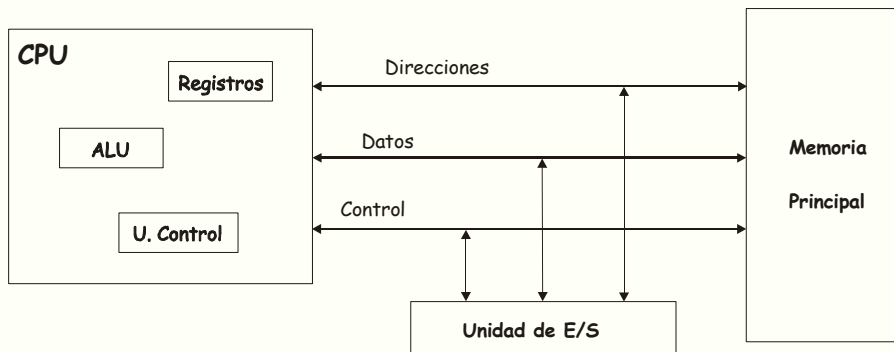 CPU
Registros
ALU
U. Control
Direcciones
Datos
Control
Memoria
Principal
Unidad de E/S